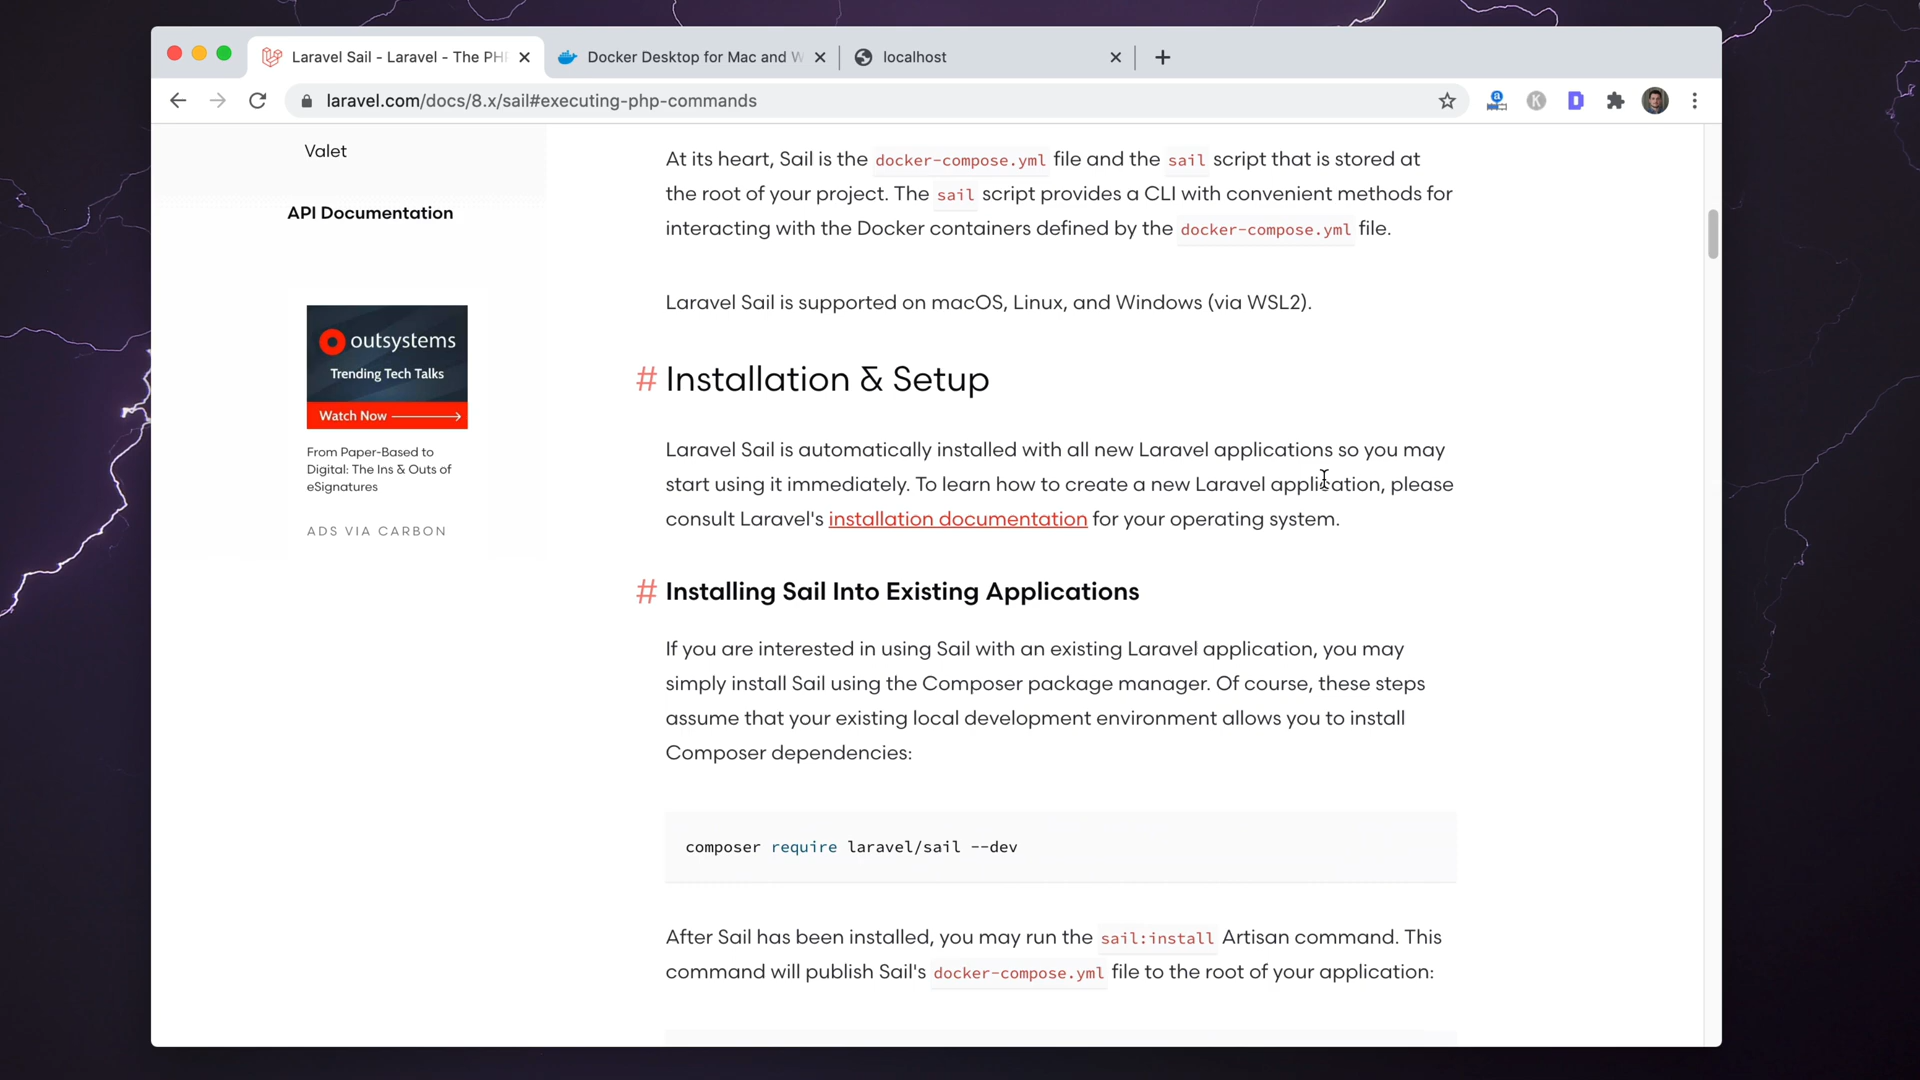 Laravel Sail - Laravel - The PH
Docker Desktop for Mac and W
localhost
laravel.com/docs/8.x/sail#executing-php-commands
Valet
API Documentation
outsystems
Trending Tech Talks
Watch Now
From Paper-Based to
Digital: The Ins & Outs of
eSignatures
ADS VIA CARBON
At its heart, Sail is the docker-compose.yml file and the sail script that is stored at
the root of your project. The sail script provides a CLI with convenient methods for
interacting with the Docker containers defined by the docker-compose.yml file.
Laravel Sail is supported on macOS, Linux, and Windows (via WSL2).
# Installation & Setup
Laravel Sail is automatically installed with all new Laravel applications so you may
start using it immediately. To learn how to create a new Laravel application, please
consult Laravel's installation documentation for your operating system.
# Installing Sail Into Existing Applications
If you are interested in using Sail with an existing Laravel application, you may
simply install Sail using the Composer package manager. Of course, these steps
assume that your existing local development environment allows you to install
Composer dependencies:
composer require laravel/sail --dev
After Sail has been installed, you may run the sail:install Artisan command. This
command will publish Sail's docker-compose.yml file to the root of your application: